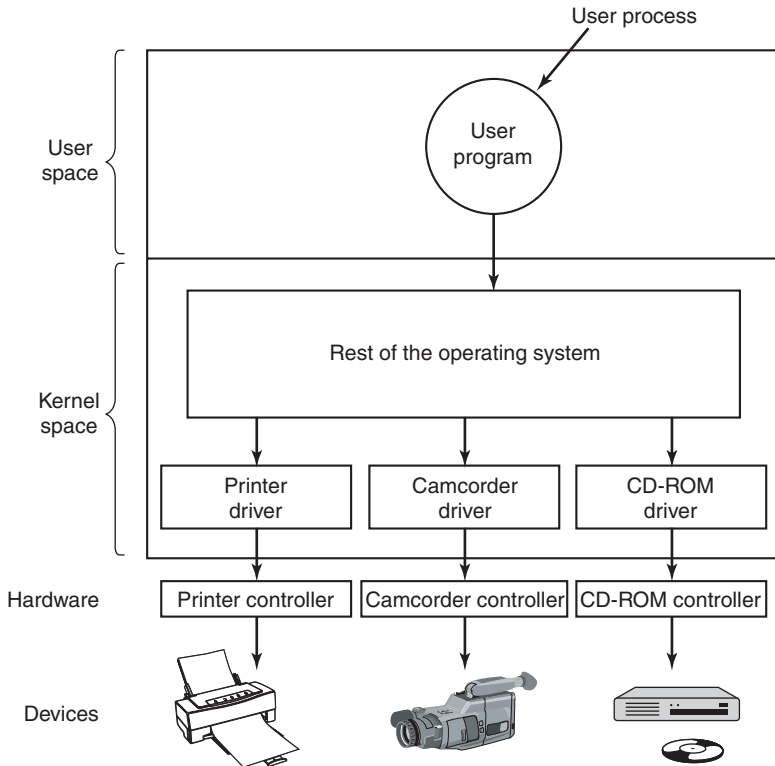 User process
User
program
User
space
Rest of the operating system
Kernel
space
Printer
driver
Camcorder
driver
CD-ROM
driver
Hardware
Printer controller
Camcorder controller
CD-ROM controller
Devices